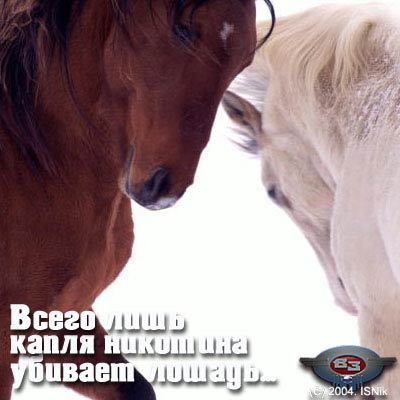 Всего лишь
капля никотина
убивает лошадь...
63
(C) 2004. ISNik